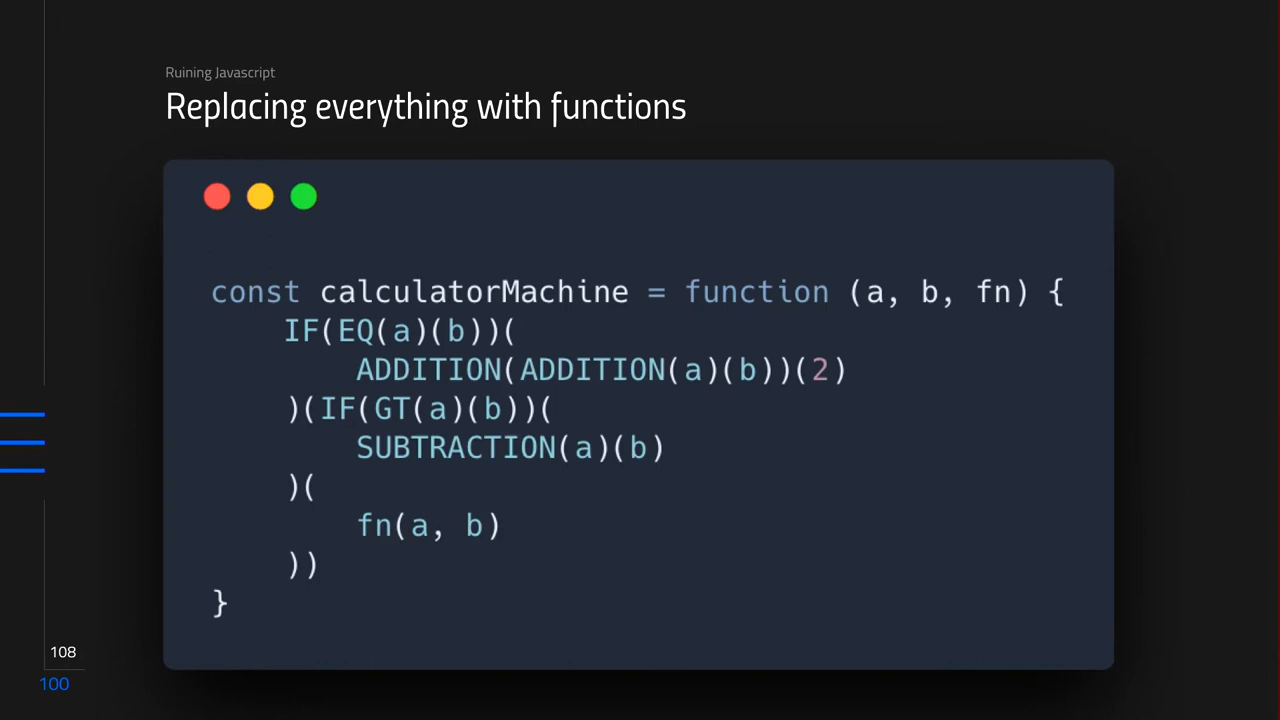 Ruining Javascript
Replacing everything with functions
const calculatorMachine = function (a, b, fn) {
    IF(EQ(a)(b))(
        ADDITION(ADDITION(a)(b))(2)
    )(IF(GT(a)(b))(
        SUBTRACTION(a)(b)
    )(
        fn(a, b)
    ))
}
108
100